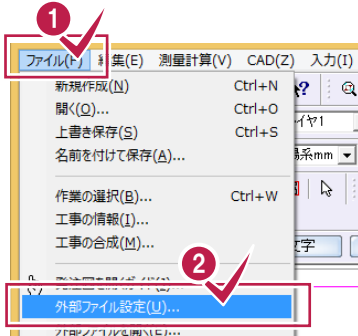 1
ファイル(F) 編集(E) 測量計算(V) CAD(Z) 入力(I)
新規作成(N) Ctrl+N
開く(O)... Ctrl+O
上書き保存(S) Ctrl+S
名前を付けて保存(A)...
イヤ1
系mm
作業の選択(B)... Ctrl+W
工事の情報(I)...
工事の合成(M)...
文字
2
外部ファイル設定(U)...